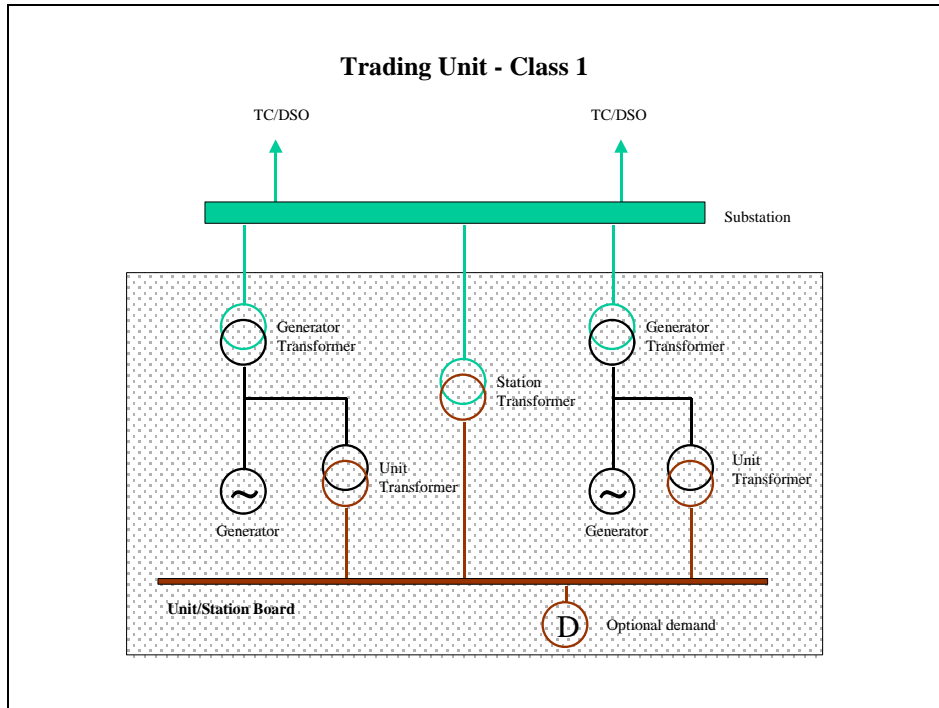 Trading Unit - Class 1
TC/DSO
TC/DSO
Substation
Generator
Transformer
Generator
Transformer
Station
Transformer
Unit
Transformer
Unit
Transformer
~
~
Generator
Generator
Unit/Station Board
D
Optional demand